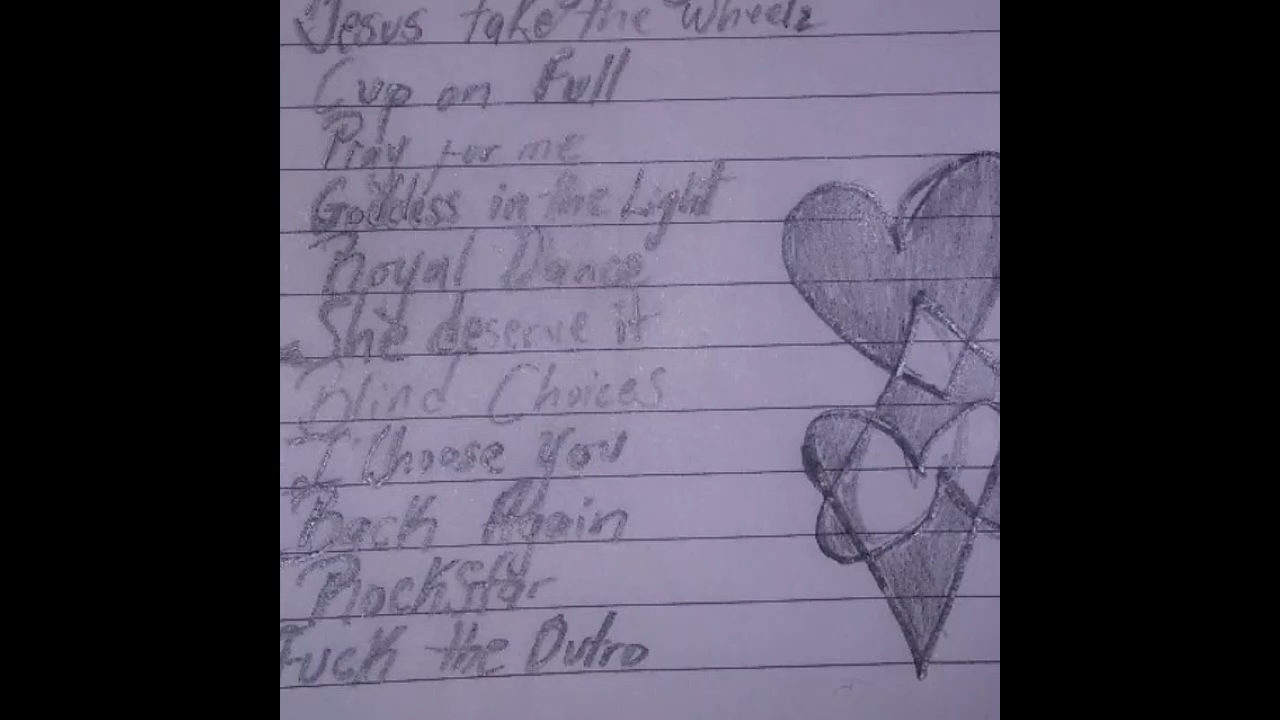 Jesus take the Wheelz
Cup on Full
Pray for me
Goddess in the Light
Royal Dance
She deserve it
Blind Choices
I Choose You
Back Again
Rockstar
Fuck the Outro